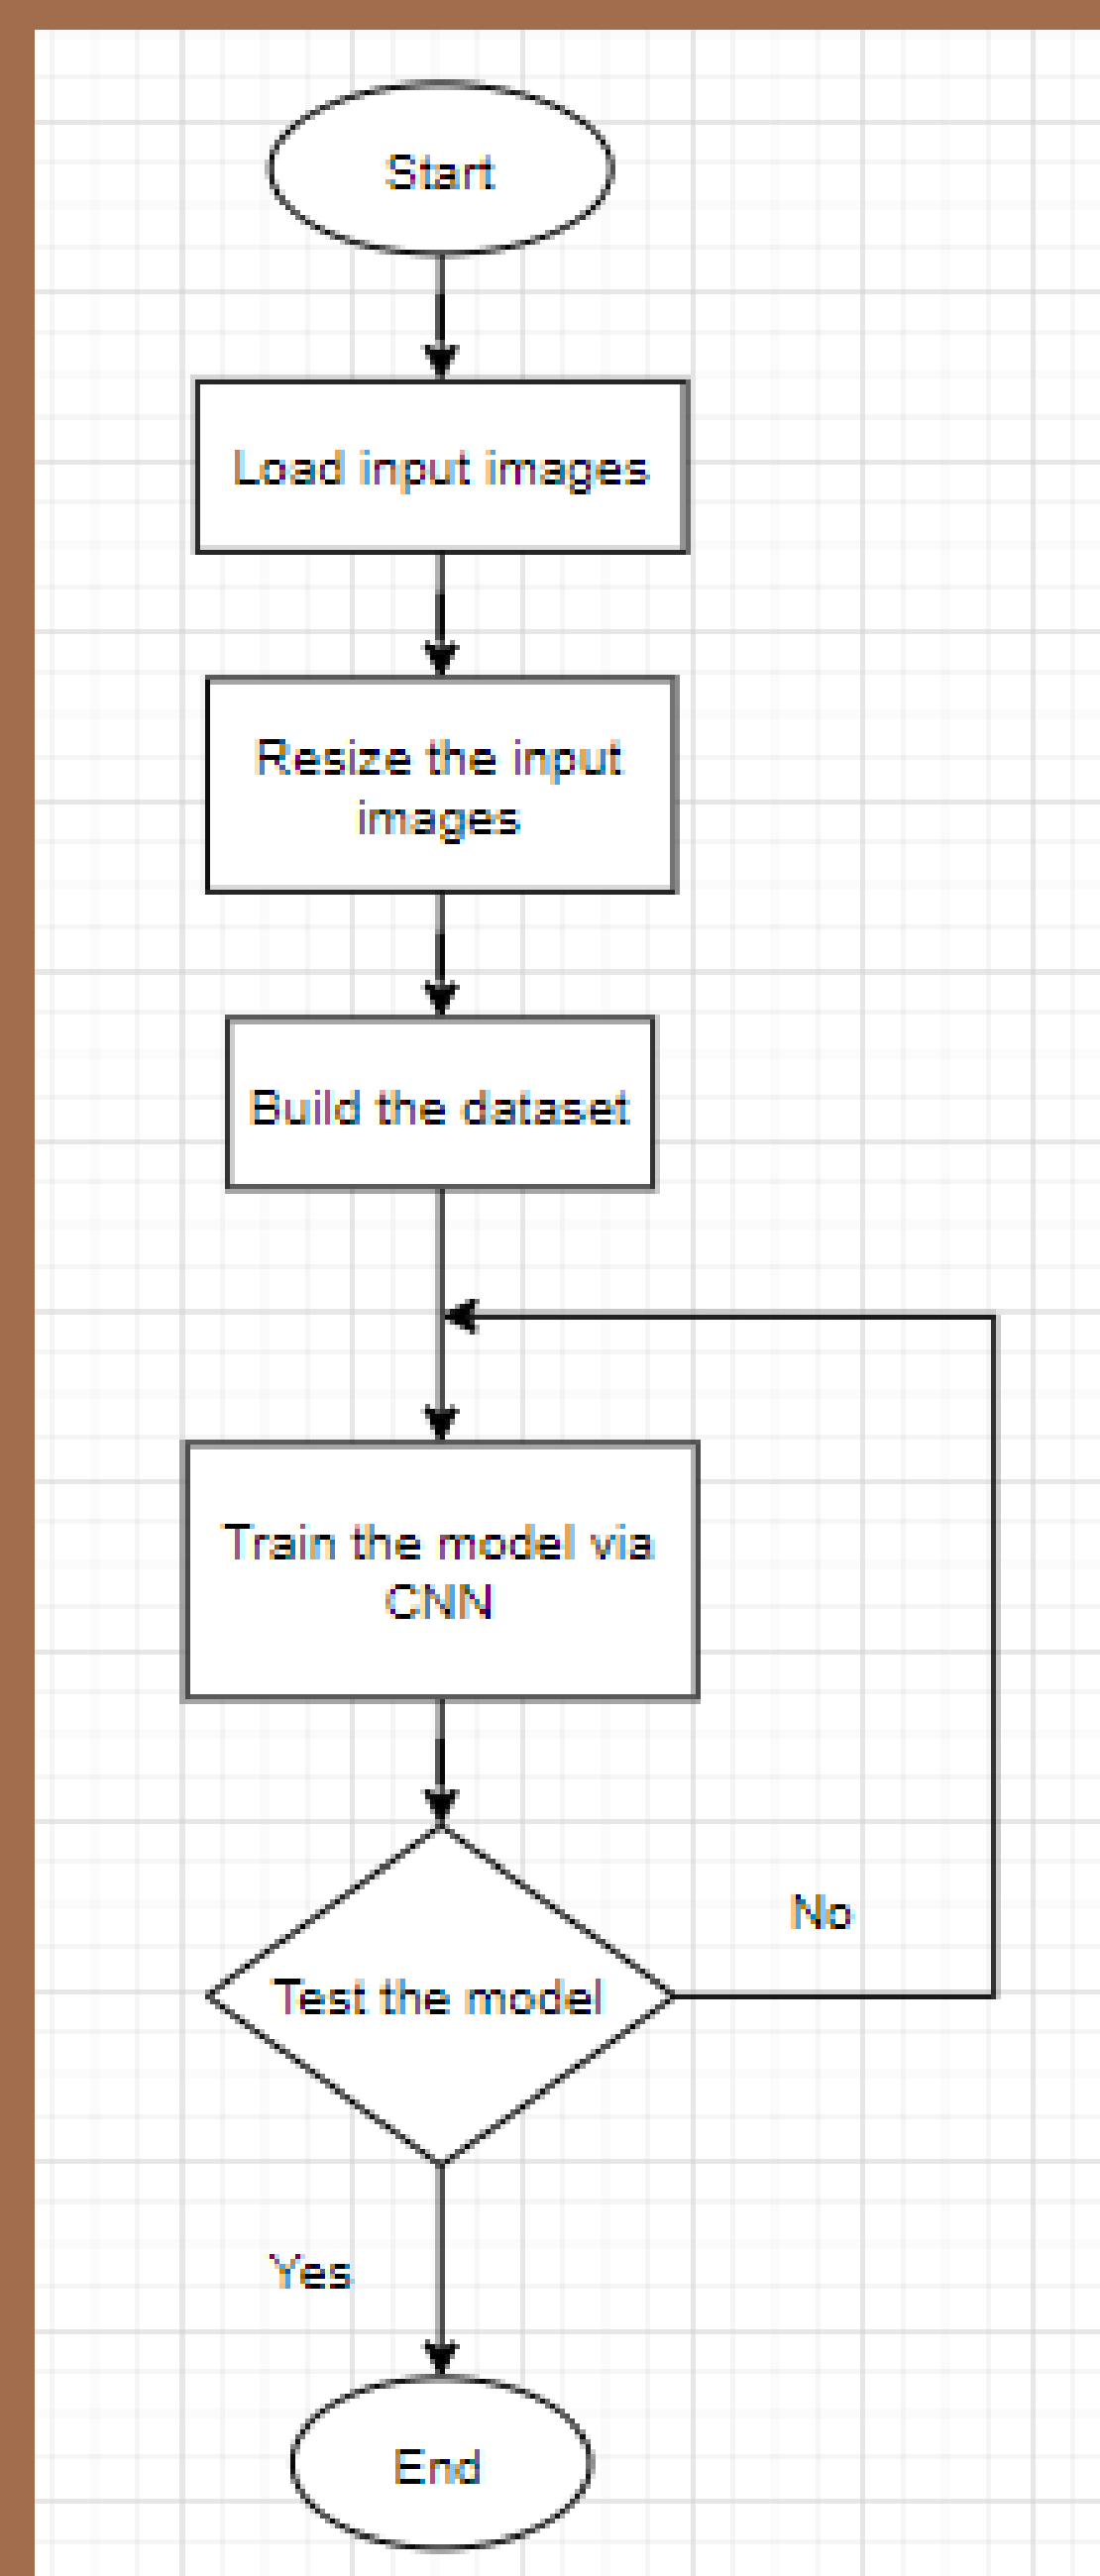 Start
Load input images
Resize the input
images
Build the dataset
Train the model via
CNN
No
Test the model
Yes
End